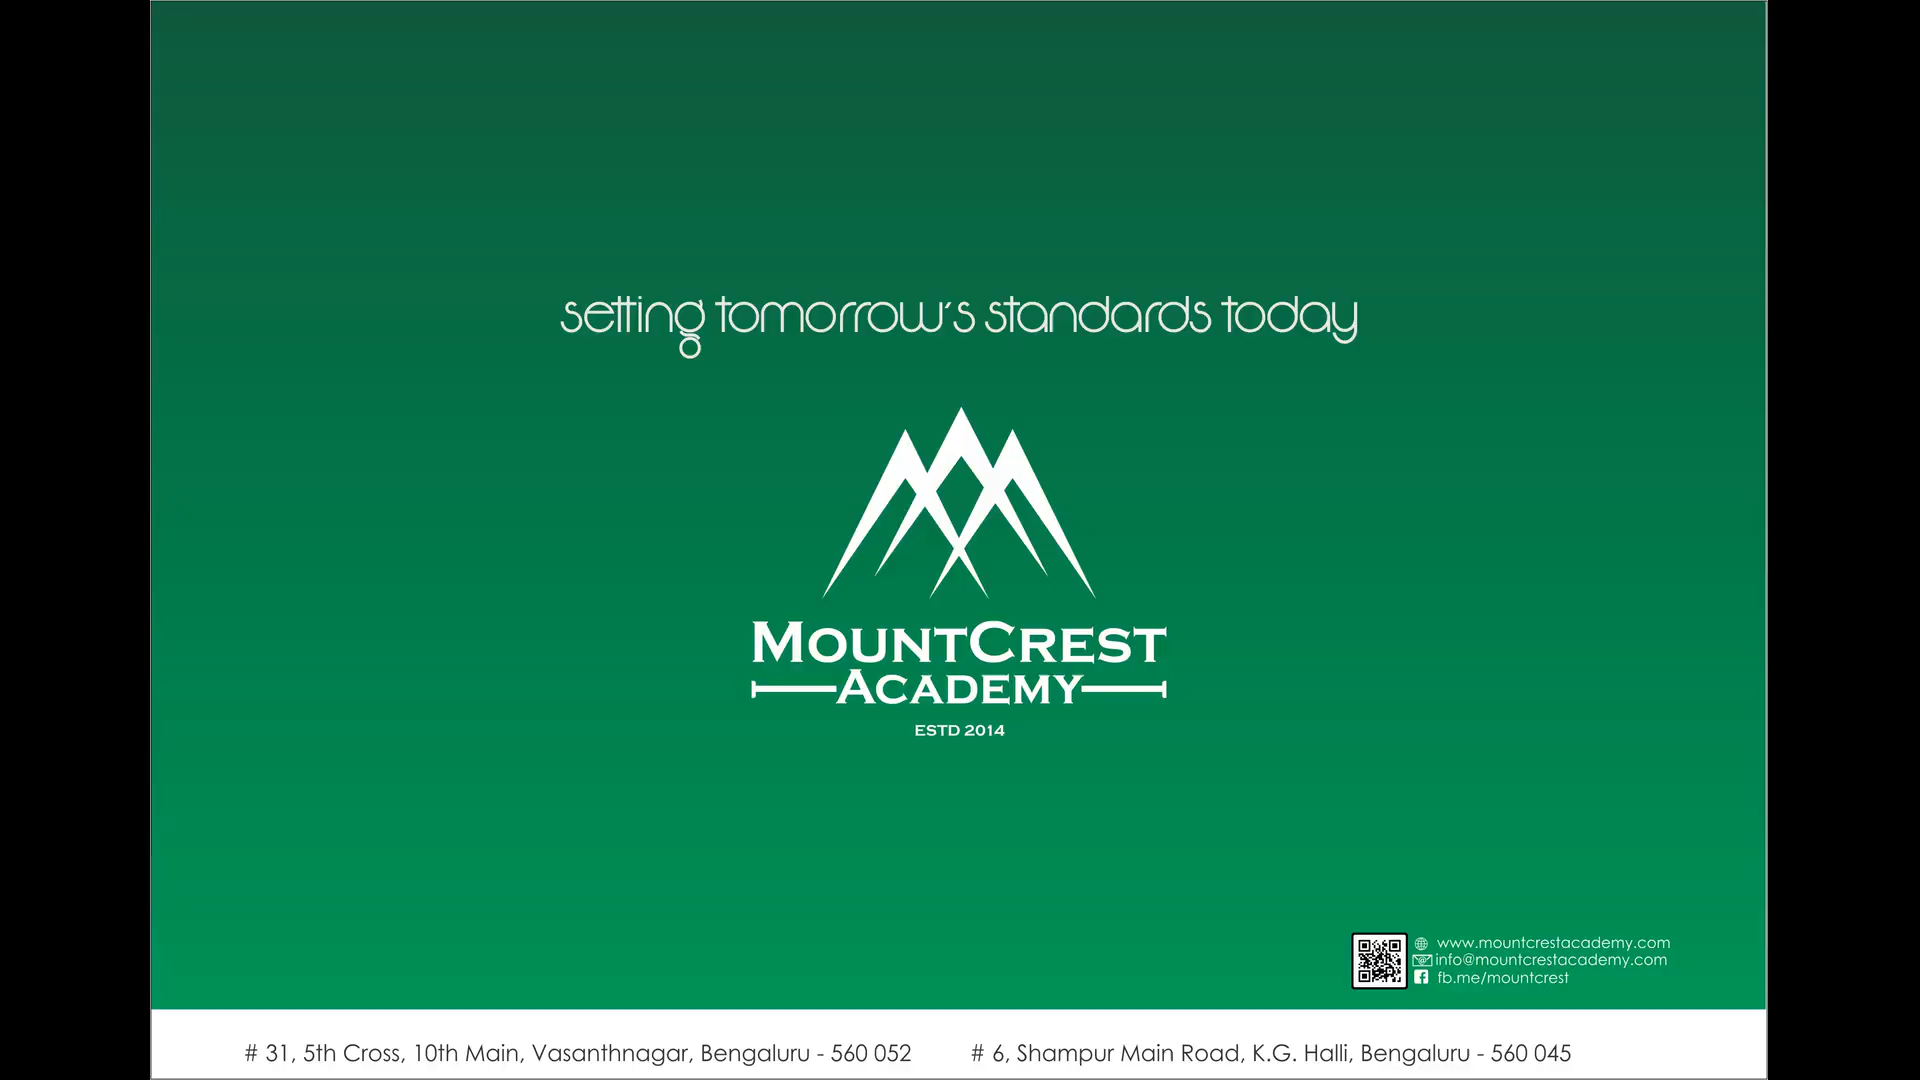 setting tomorrow's standards today
MOUNTCREST
ACADEMY
ESTD 2014
www.mountcrestacademy.com
info@mountcrestacademy.com
fb.me/mountcrest
# 31, 5th Cross, 10th Main, Vasanthnagar, Bengaluru - 560 052
# 6, Shampur Main Road, K.G. Halli, Bengaluru - 560 045